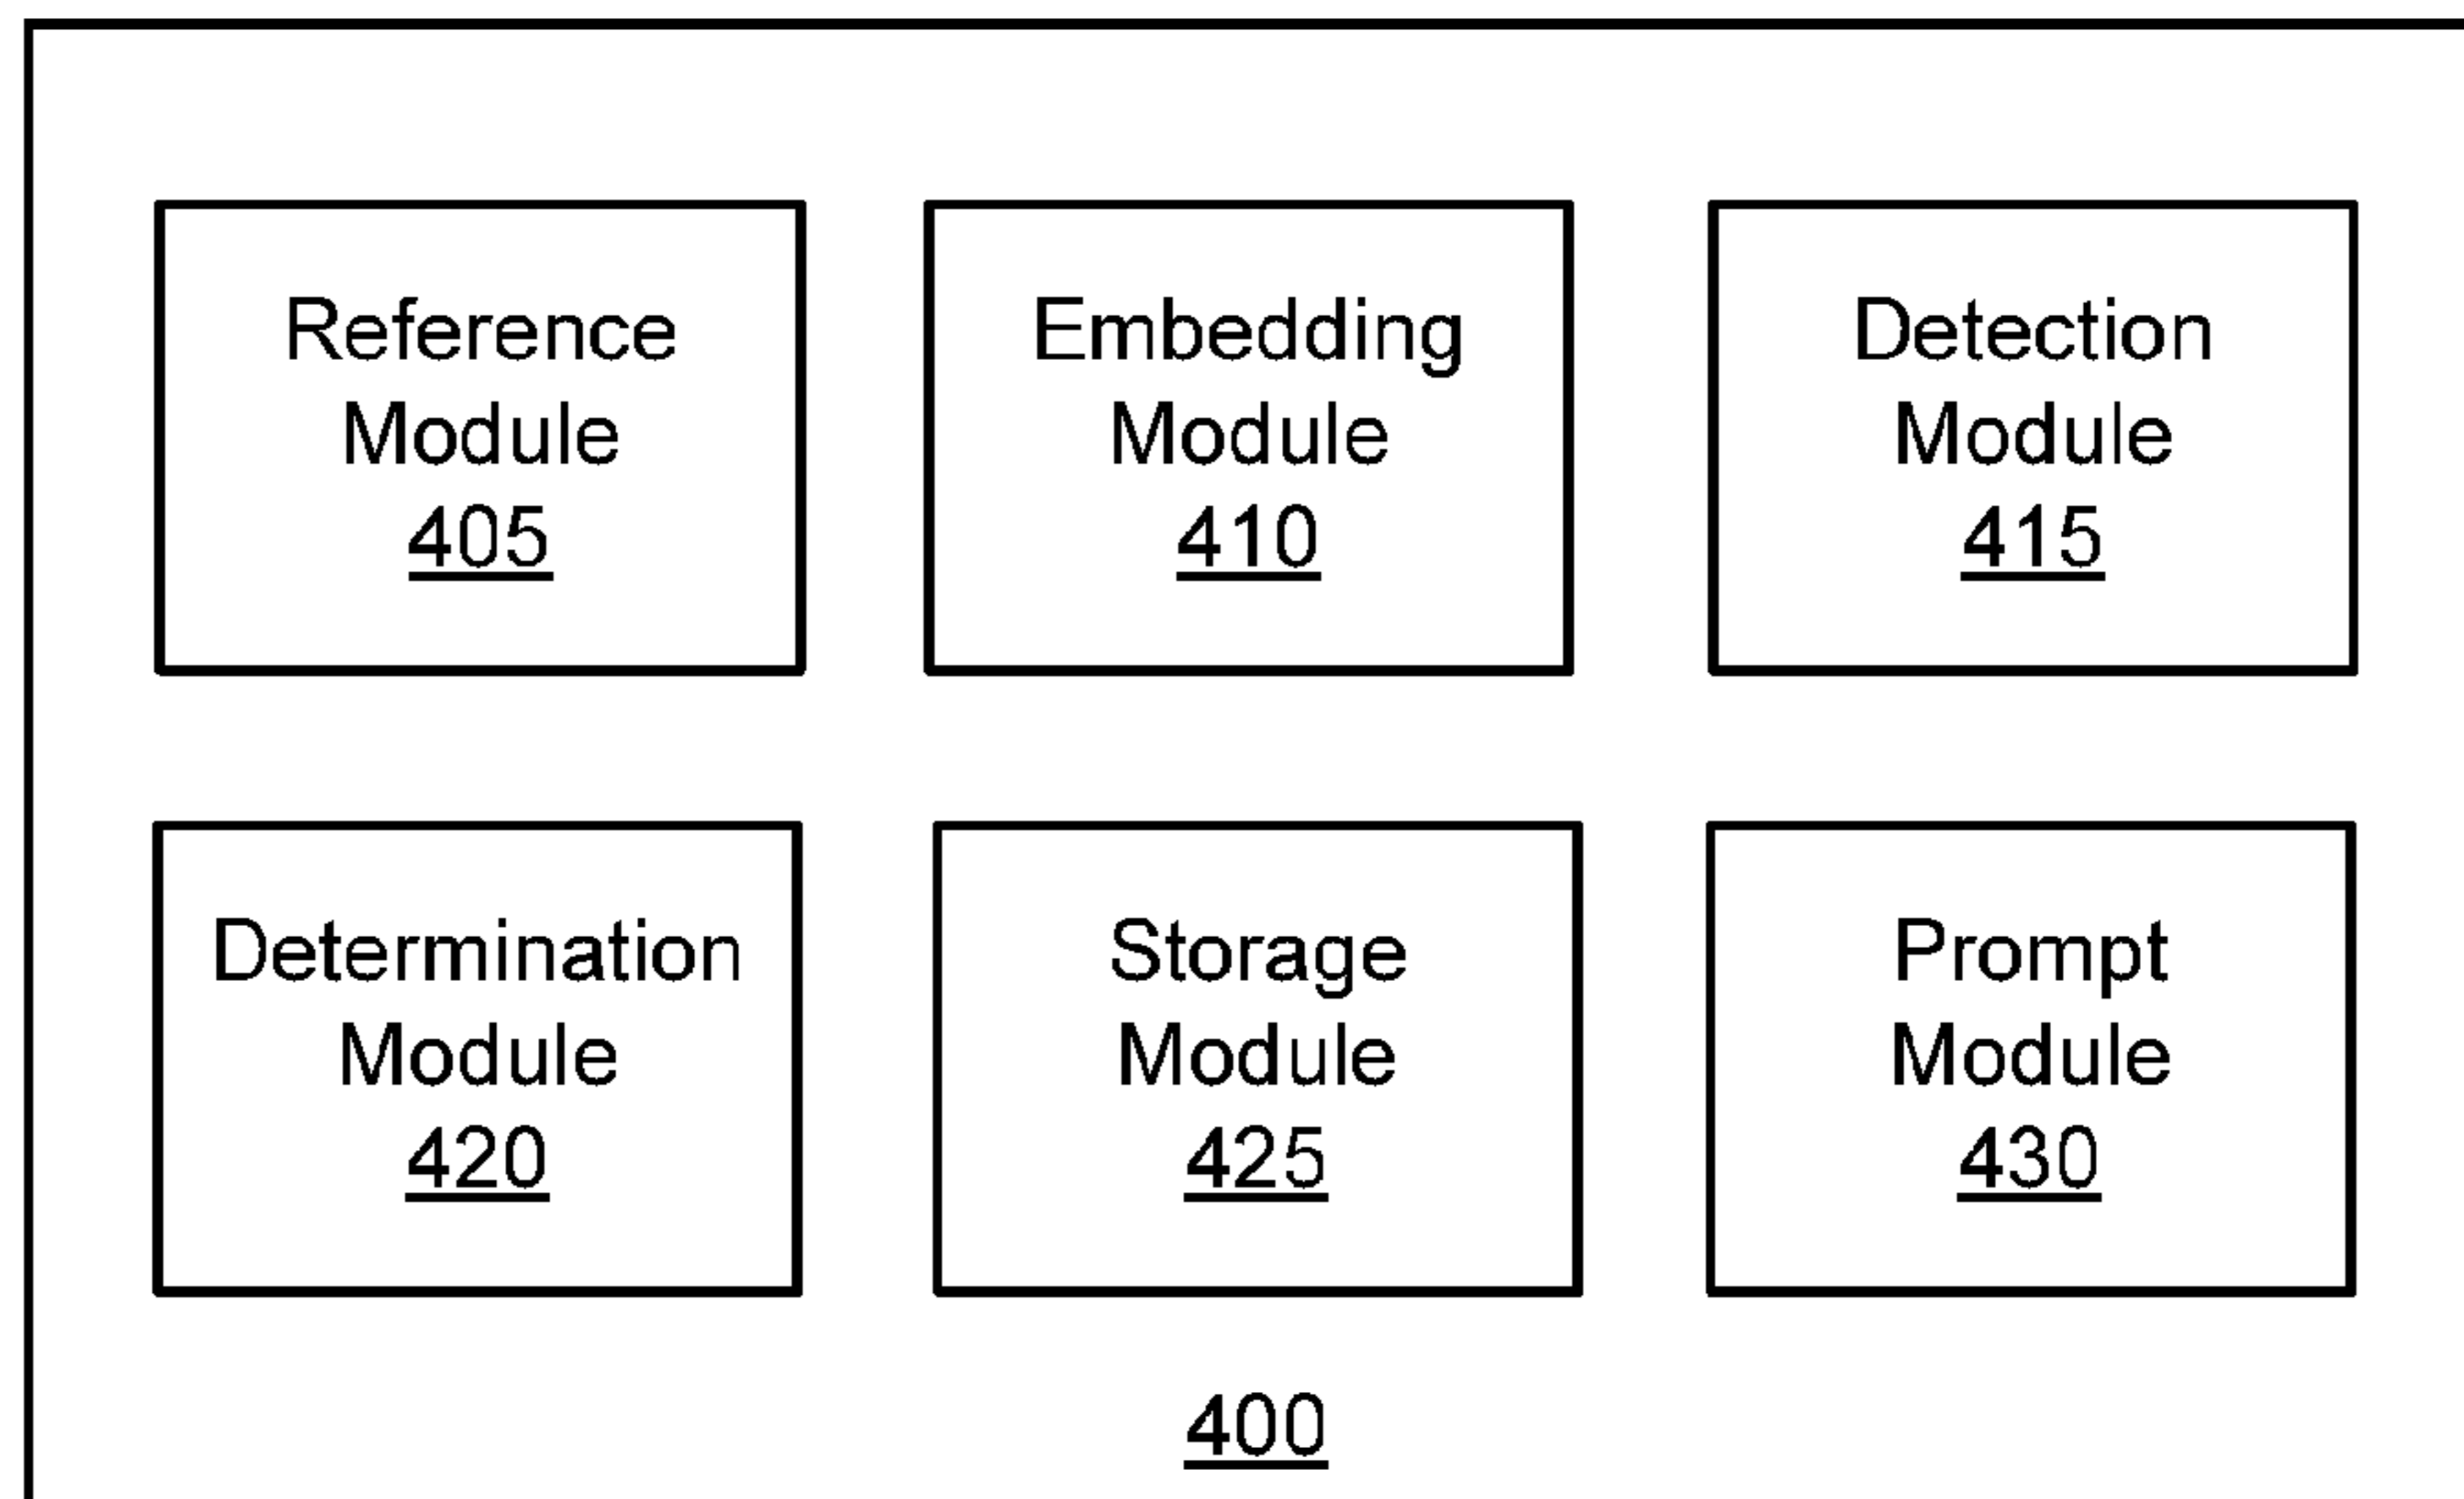 Reference
Module
405
Embedding
Module
410
Detection
Module
415
Determination
Module
420
Storage
Module
425
Prompt
Module
430
400